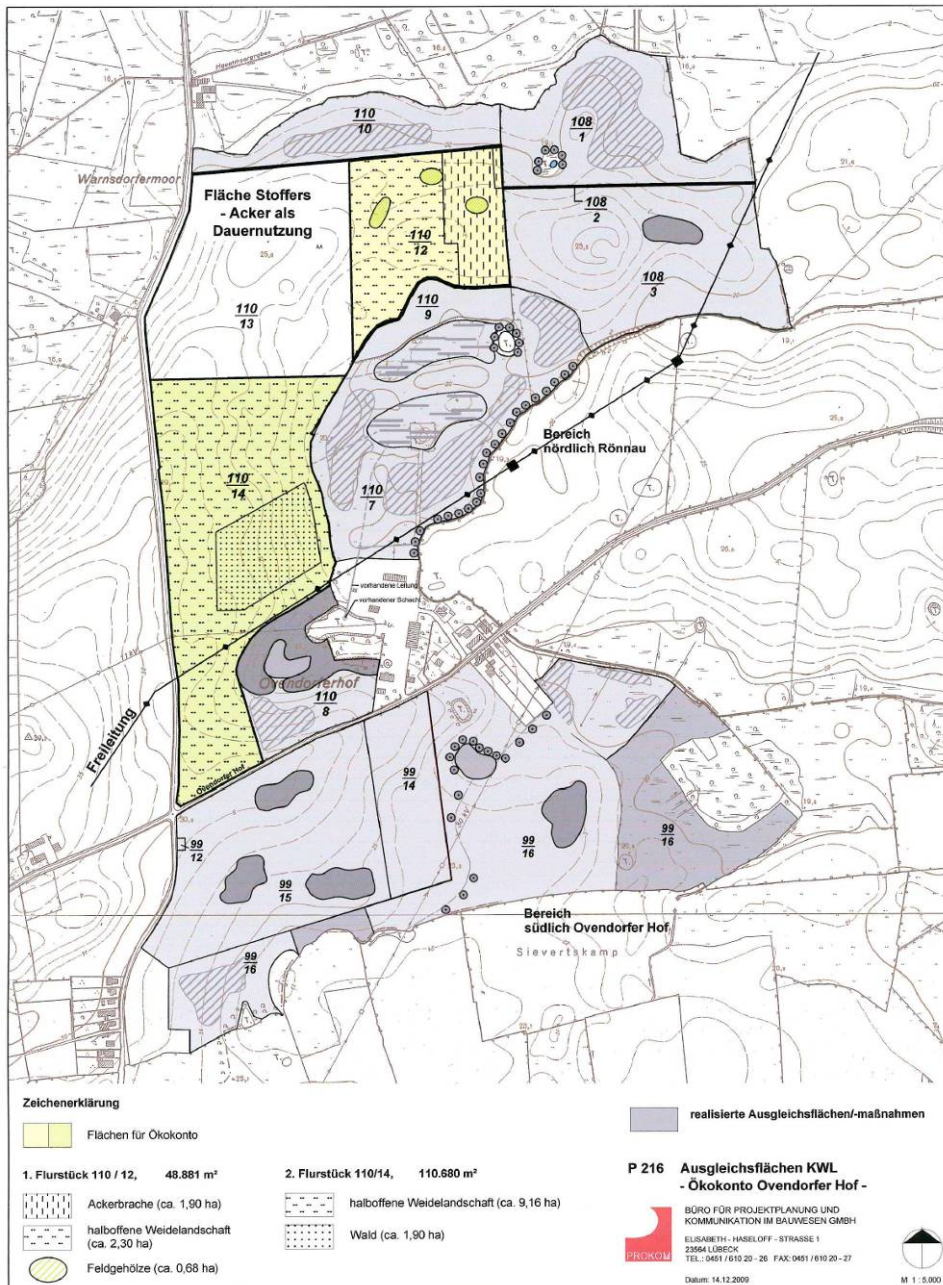 Havenmoorgraben
Warnsdorfermoor
110
10
108
1
Fläche Stoffers
- Acker als
Dauernutzung
110
12
108
2
108
3
110
13
110
9
Bereich
nördlich Rönnau
110
14
110
7
vorhandene Leitung
vorhandener Schacht
Ovendorferhof
110
8
Freileitung
11 KV
Ovendorfer Hof
99
14
30 KV
99
12
99
15
99
16
99
16
Bereich
südlich Ovendorfer Hof
Sievertskamp
99
16
Zeichenerklärung
Flächen für Ökokonto
1. Flurstück 110 / 12, 48.881 m²
Ackerbrache (ca. 1,90 ha)
halboffene Weidelandschaft
(ca. 2,30 ha)
Feldgehölze (ca. 0,68 ha)
2. Flurstück 110/14, 110.680 m²
halboffene Weidelandschaft (ca. 9,16 ha)
Wald (ca. 1,90 ha)
realisierte Ausgleichsflächen/-maßnahmen
P 216 Ausgleichsflächen KWL
- Ökokonto Ovendorfer Hof -
PROKOM
BÜRO FÜR PROJEKTPLANUNG UND
KOMMUNIKATION IM BAUWESEN GMBH
ELISABETH - HASELOFF - STRASSE 1
23564 LÜBECK
TEL.: 0451 / 610 20 - 26 FAX: 0451 / 610 20 - 27
Datum: 14.12.2009
M 1 : 5.000